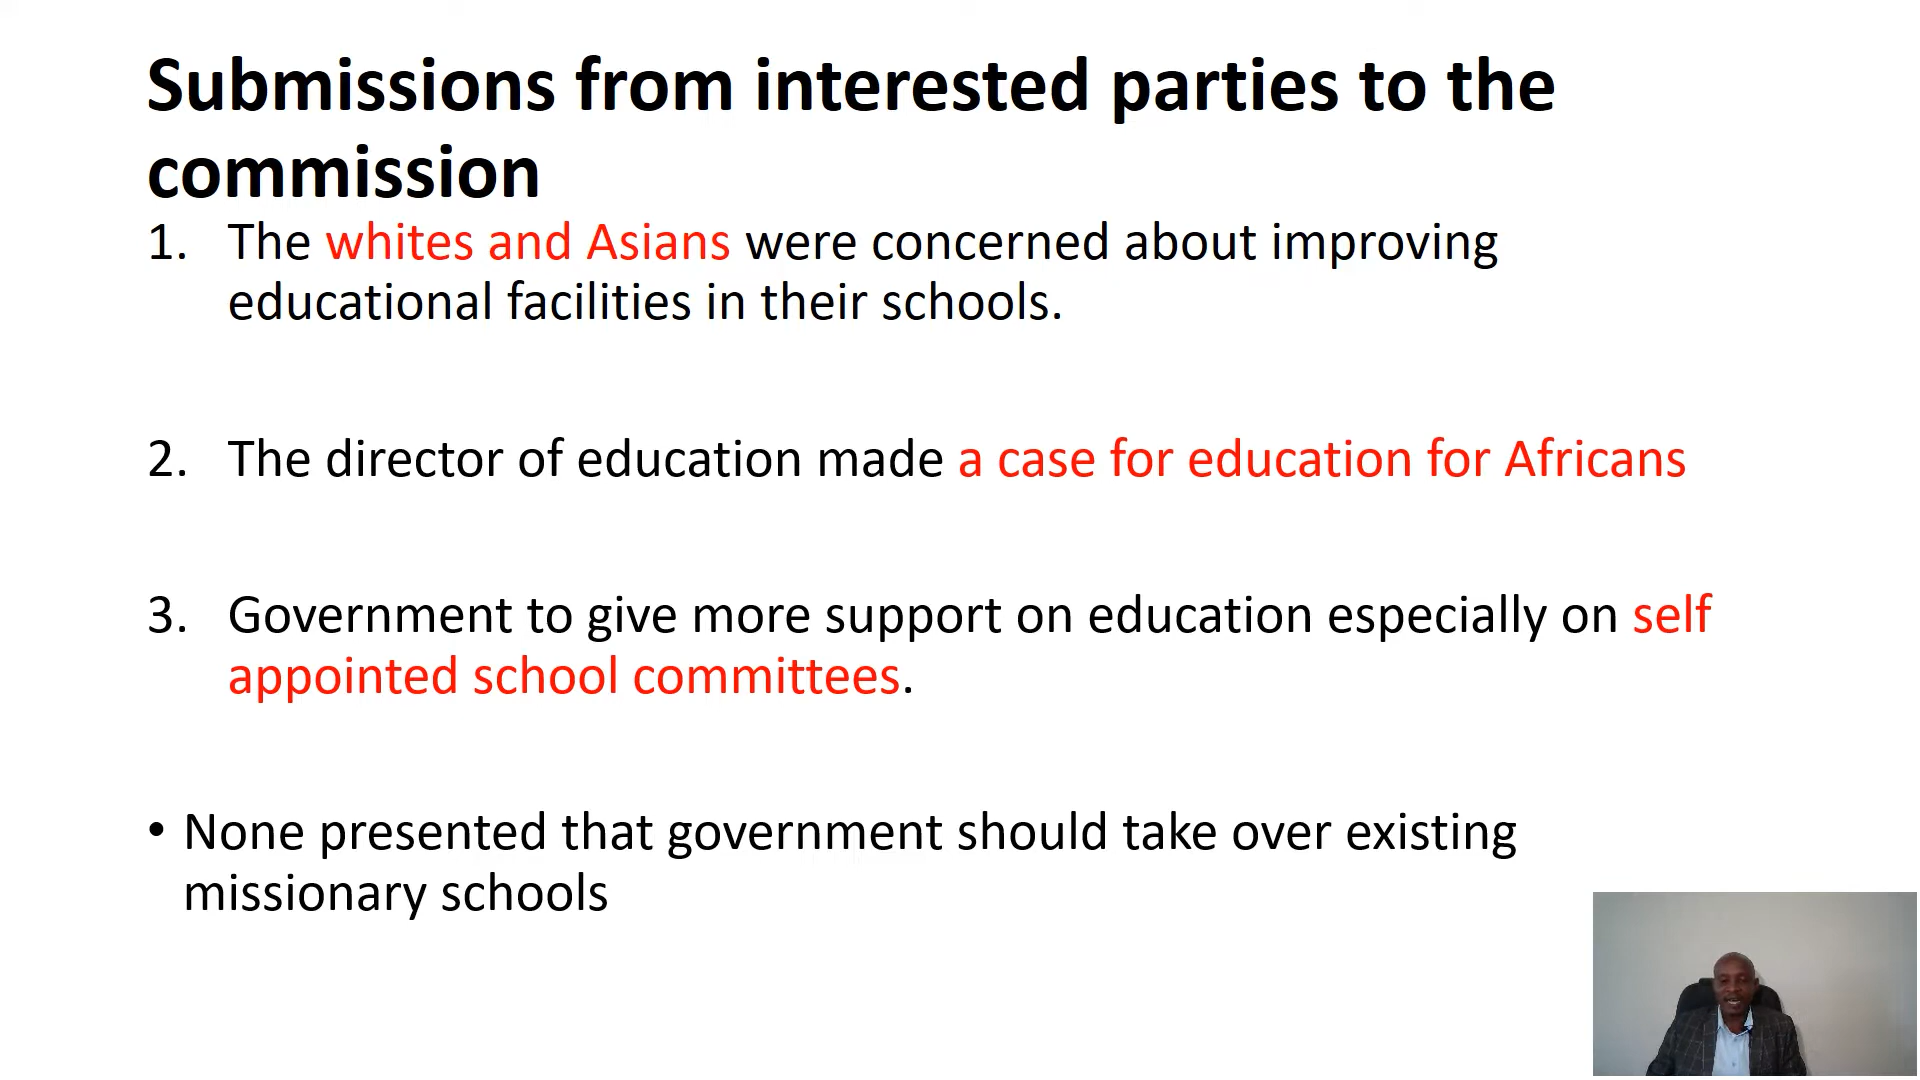 Submissions from interested parties to the
commission
1. The whites and Asians were concerned about improving
educational facilities in their schools.
2. The director of education made a case for education for Africans
3. Government to give more support on education especially on self
appointed school committees.
• None presented that government should take over existing
missionary schools